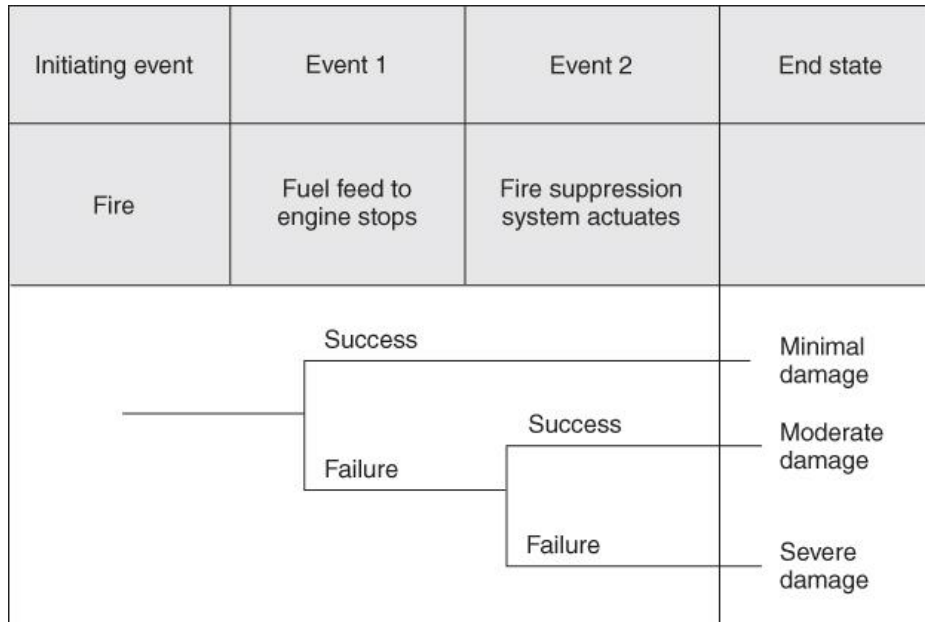 Initiating event
Event 1
Event 2
End state
Fire
Fuel feed to
engine stops
Fire suppression
system actuates
Success
Minimal
damage
Success
Moderate
damage
Failure
Failure
Severe
damage